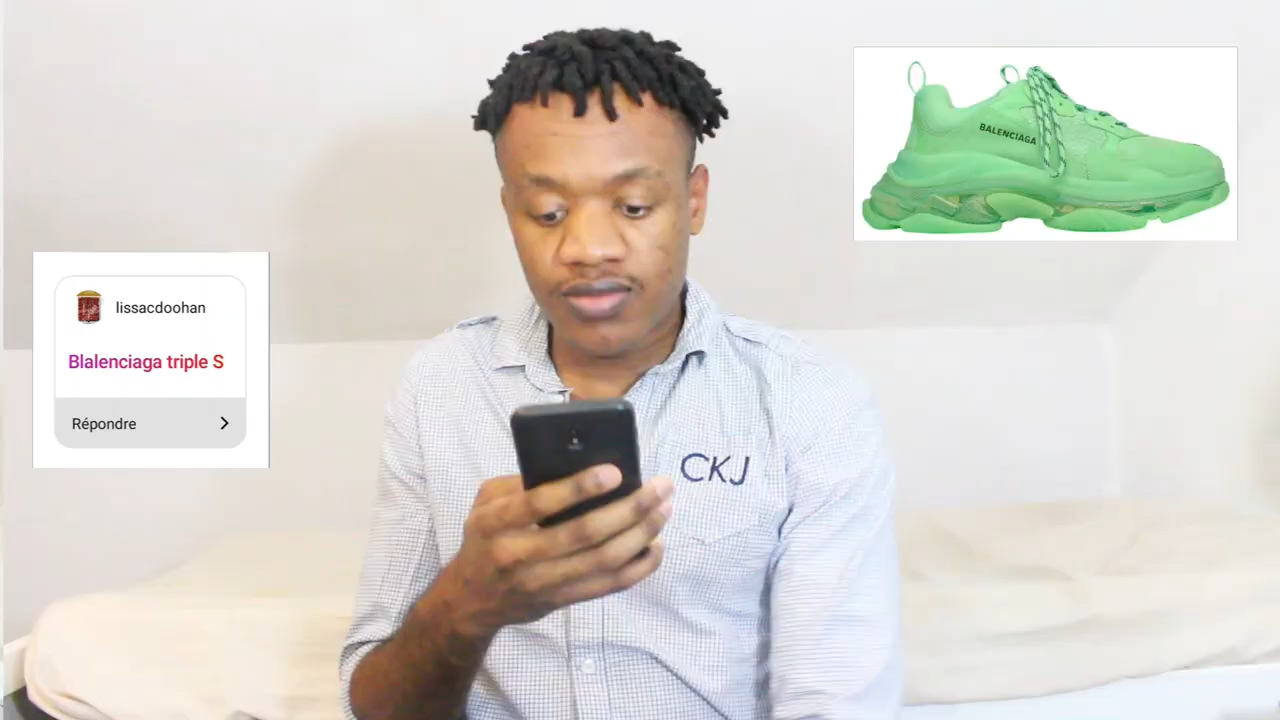 BALENCIAGA
lissacdoohan
Blalenciaga triple S
Répondre
CKJ